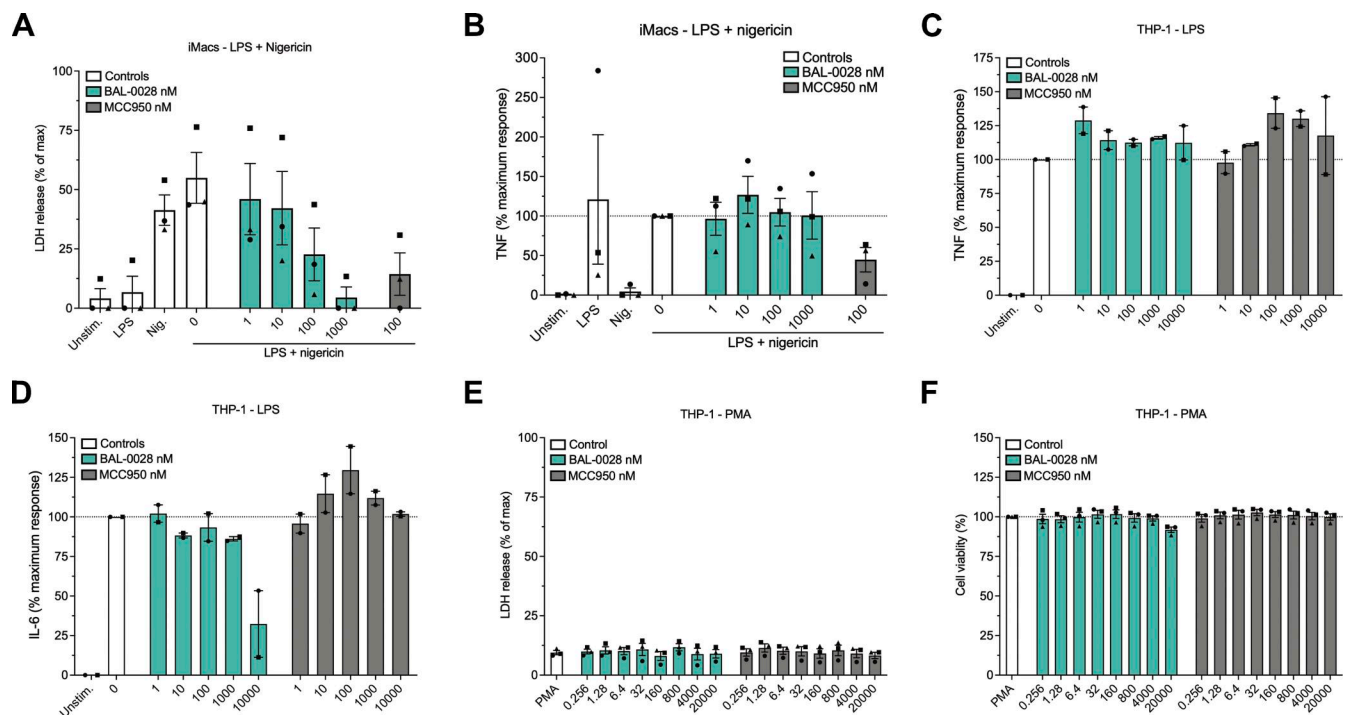 A
iMacs - LPS + Nigericin
Controls
BAL-0028 nM
MCC950 nM
LDH release (% of max)
100
75
50
25
0
Unstim.
LPS
Nig.
0
1
10
100
1000
100
LPS + nigericin
B
iMacs - LPS + nigericin
Controls
BAL-0028 nM
MCC950 nM
TNF (% maximum response)
300
250
200
150
100
50
0
Unstim.
LPS
Nig.
0
1
10
100
1000
100
LPS + nigericin
C
THP-1 - LPS
Controls
BAL-0028 nM
MCC950 nM
TNF (% maximum response)
175
150
125
100
75
50
25
0
Unstim.
0
1
10
100
1000
10000
1
10
100
1000
10000
D
THP-1 - LPS
Controls
BAL-0028 nM
MCC950 nM
IL-6 (% maximum response)
150
125
100
75
50
25
0
Unstim.
0
1
10
100
1000
10000
1
10
100
1000
10000
E
THP-1 - PMA
Control
BAL-0028 nM
MCC950 nM
LDH release (% of max)
100
75
50
25
0
PMA
0.256
1.28
6.4
32
160
800
4000
20000
0.256
1.28
6.4
32
160
800
4000
20000
F
THP-1 - PMA
Control
BAL-0028 nM
MCC950 nM
Cell viablity (%)
150
125
100
75
50
25
0
PMA
0.256
1.28
6.4
32
160
800
4000
20000
0.256
1.28
6.4
32
160
800
4000
20000